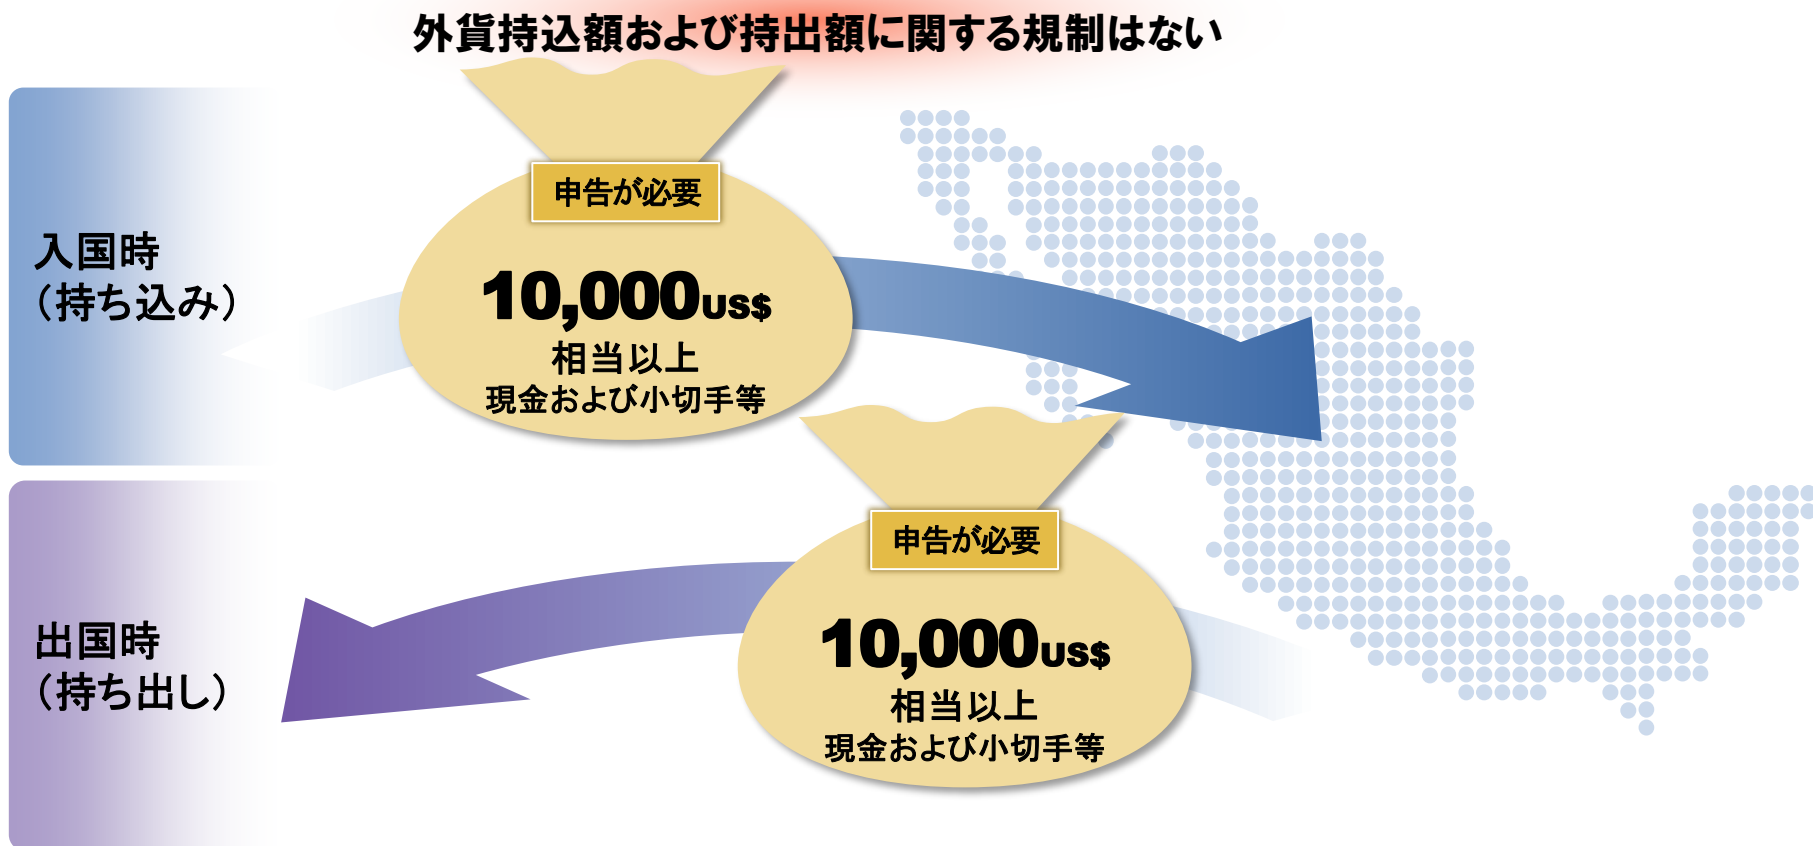 外貨持込額および持出額に関する規制はない
入国時
（持ち込み）
申告が必要
10,000US$
相当以上
現金および小切手等
出国時
（持ち出し）
申告が必要
10,000US$
相当以上
現金および小切手等